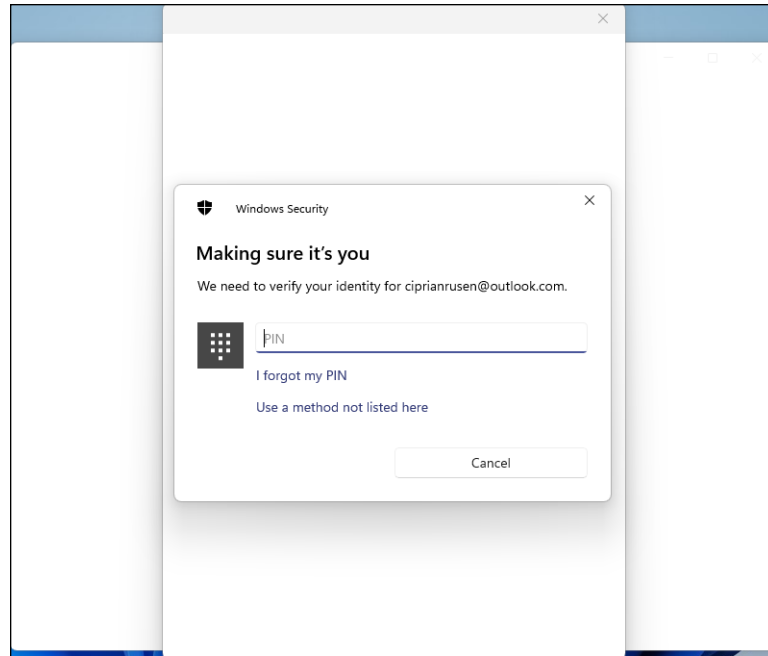 Windows Security
Making sure it's you
We need to verify your identity for ciprianrusen@outlook.com.
PIN
I forgot my PIN
Use a method not listed here
Cancel